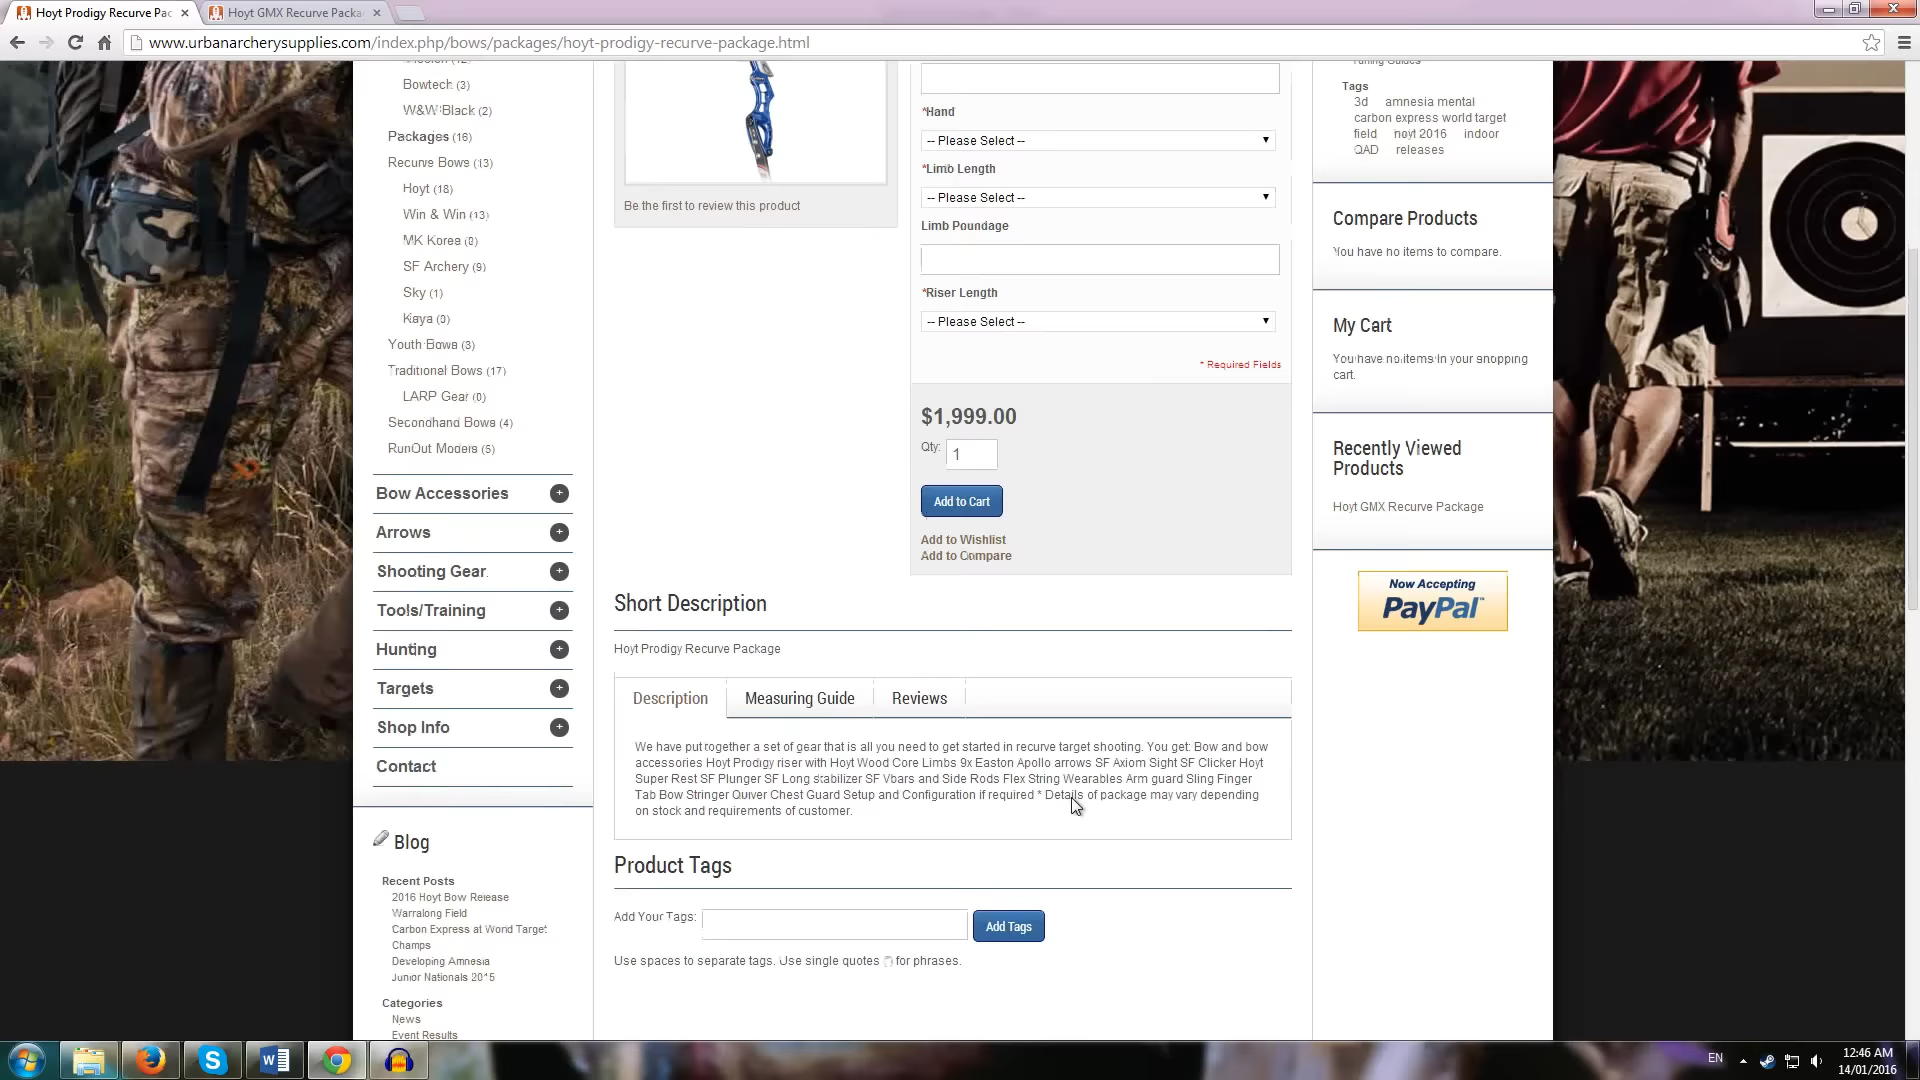 Hoyt Prodigy Recurve Pac
Hoyt GMX Recurve Packa
www.urbanarcherysupplies.com/index.php/bows/packages/hoyt-prodigy-recurve-package.html
Bowtech (3)
W&W Black (2)
Packages (16)
Recurve Bows (13)
Hoyt (18)
Win & Win (13)
MK Korea (8)
SF Archery (9)
Sky (1)
Kaya (0)
Youth Bows (3)
Traditional Bows (17)
LARP Gear (0)
Secondhand Bows (4)
RunOut Models (5)
Bow Accessories
Arrows
Shooting Gear
Tools/Training
Hunting
Targets
Shop Info
Contact
Blog
Recent Posts
2016 Hoyt Bow Release
Warralong Field
Carbon Express at World Target
Champs
Developing Amnesia
Junior Nationals 2015
Categories
News
Event Results
Be the first to review this product
*Hand
-- Please Select --
*Limb Length
-- Please Select --
Limb Poundage
*Riser Length
-- Please Select --
* Required Fields
$1,999.00
Qty: 1
Add to Cart
Add to Wishlist
Add to Compare
Short Description
Hoyt Prodigy Recurve Package
Description Measuring Guide Reviews
We have put together a set of gear that is all you need to get started in recurve target shooting. You get: Bow and bow
accessories Hoyt Prodigy riser with Hoyt Wood Core Limbs 9x Easton Apollo arrows SF Axiom Sight SF Clicker Hoyt
Super Rest SF Plunger SF Long stabilizer SF Vbars and Side Rods Flex String Wearables Arm guard Sling Finger
Tab Bow Stringer Quiver Chest Guard Setup and Configuration if required * Details of package may vary depending
on stock and requirements of customer.
Product Tags
Add Your Tags:
Add Tags
Use spaces to separate tags. Use single quotes for phrases.
Tuning Guides
Tags
3d amnesia mental
carbon express world target
field hoyt 2016 indoor
QAD releases
Compare Products
You have no items to compare.
My Cart
You have no items in your shopping
cart.
Recently Viewed
Products
Hoyt GMX Recurve Package
Now Accepting
PayPal
EN
12:46 AM
14/01/2016